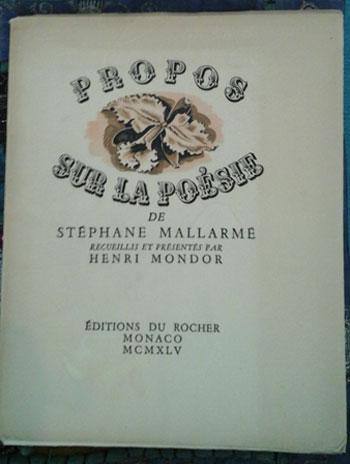 PROPOS
SUR LA POÉSIE
DE
STÉPHANE MALLARMÉ
RECUEILLIS ET PRÉSENTÉS PAR
HENRI MONDOR
ÉDITIONS DU ROCHER
MONACO
MCMXLV